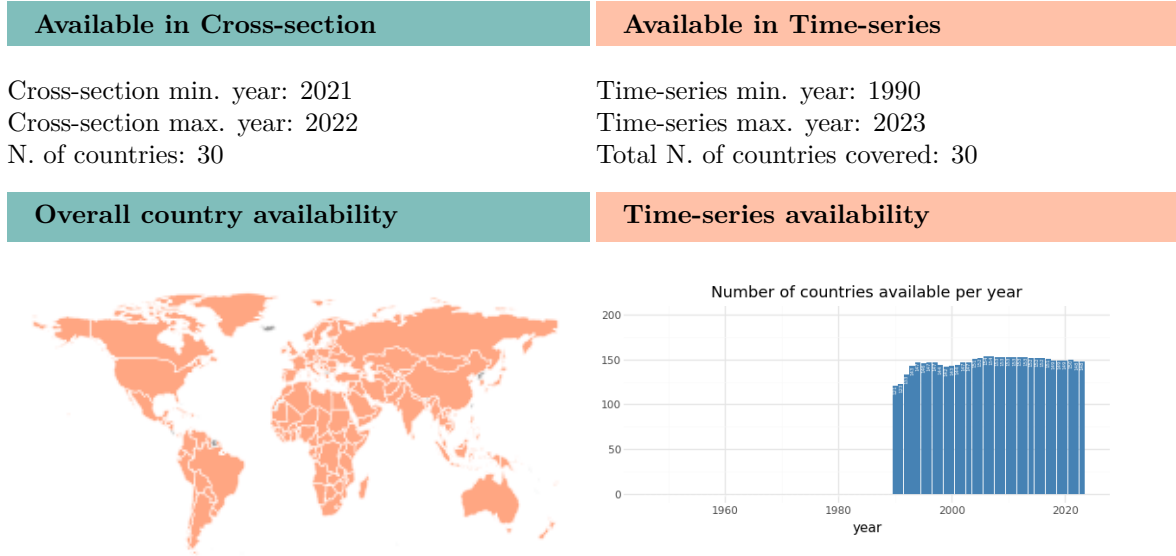 Available in Cross-section
Available in Time-series
Cross-section min. year: 2021
Cross-section max. year: 2022
N. of countries: 30
Time-series min. year: 1990
Time-series max. year: 2023
Total N. of countries covered: 30
Overall country availability
Time-series availability
Number of countries available per year
200
150
100
50
0
1960
1980
2000
2020
year